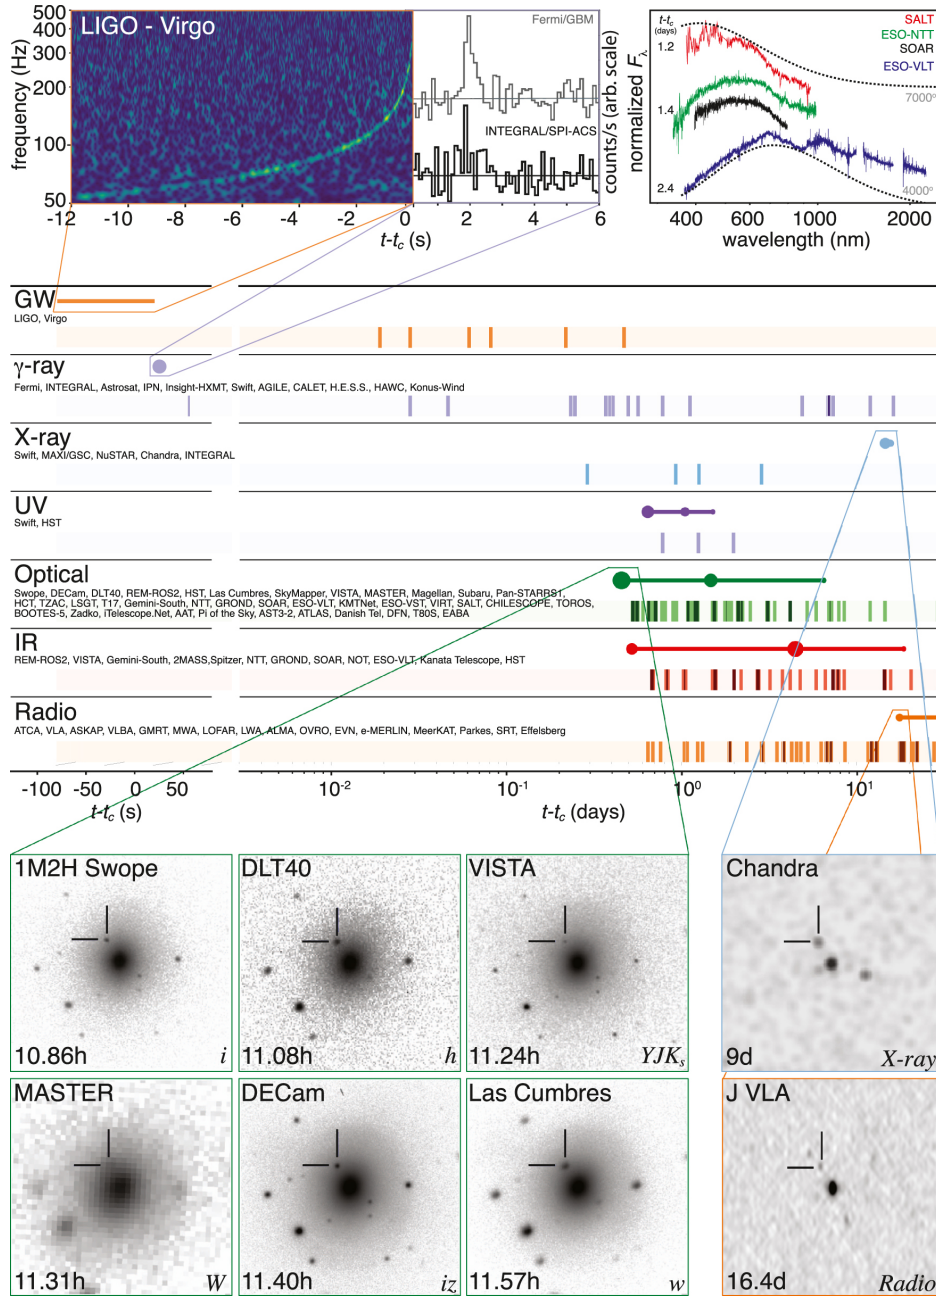 LIGO - Virgo
500
400
300
200
100
50
frequency (Hz)
-12 -10 -8 -6 -4 -2 0 2 4 6
t-tc (s)
Fermi/GBM
INTEGRAL/SPI-ACS
counts/s (arb. scale)
normalized Fλ
t-tc
(days)
1.2
1.4
2.4
SALT
ESO-NTT
SOAR
ESO-VLT
7000°
4000°
400 600 1000 2000
wavelength (nm)
GW
LIGO, Virgo
γ-ray
Fermi, INTEGRAL, Astrosat, IPN, Insight-HXMT, Swift, AGILE, CALET, H.E.S.S., HAWC, Konus-Wind
X-ray
Swift, MAXI/GSC, NuSTAR, Chandra, INTEGRAL
UV
Swift, HST
Optical
Swope, DECam, DLT40, REM-ROS2, HST, Las Cumbres, SkyMapper, VISTA, MASTER, Magellan, Subaru, Pan-STARRS1,
HCT, TZAC, LSGT, T17, Gemini-South, NTT, GROND, SOAR, ESO-VLT, KMTNet, ESO-VST, VIRT, SALT, CHILESCOPE, TOROS,
BOOTES-5, Zadko, iTelescope.Net, AAT, Pi of the Sky, AST3-2, ATLAS, Danish Tel, DFN, T80S, EABA
IR
REM-ROS2, VISTA, Gemini-South, 2MASS,Spitzer, NTT, GROND, SOAR, NOT, ESO-VLT, Kanata Telescope, HST
Radio
ATCA, VLA, ASKAP, VLBA, GMRT, MWA, LOFAR, LWA, ALMA, OVRO, EVN, e-MERLIN, MeerKAT, Parkes, SRT, Effelsberg
-100 -50 0 50 10⁻² 10⁻¹ 10⁰ 10¹
t-tc (s) t-tc (days)
1M2H Swope
10.86h i
DLT40
11.08h h
VISTA
11.24h YJKs
Chandra
9d X-ray
MASTER
11.31h W
DECam
11.40h iz
Las Cumbres
11.57h w
J VLA
16.4d Radio